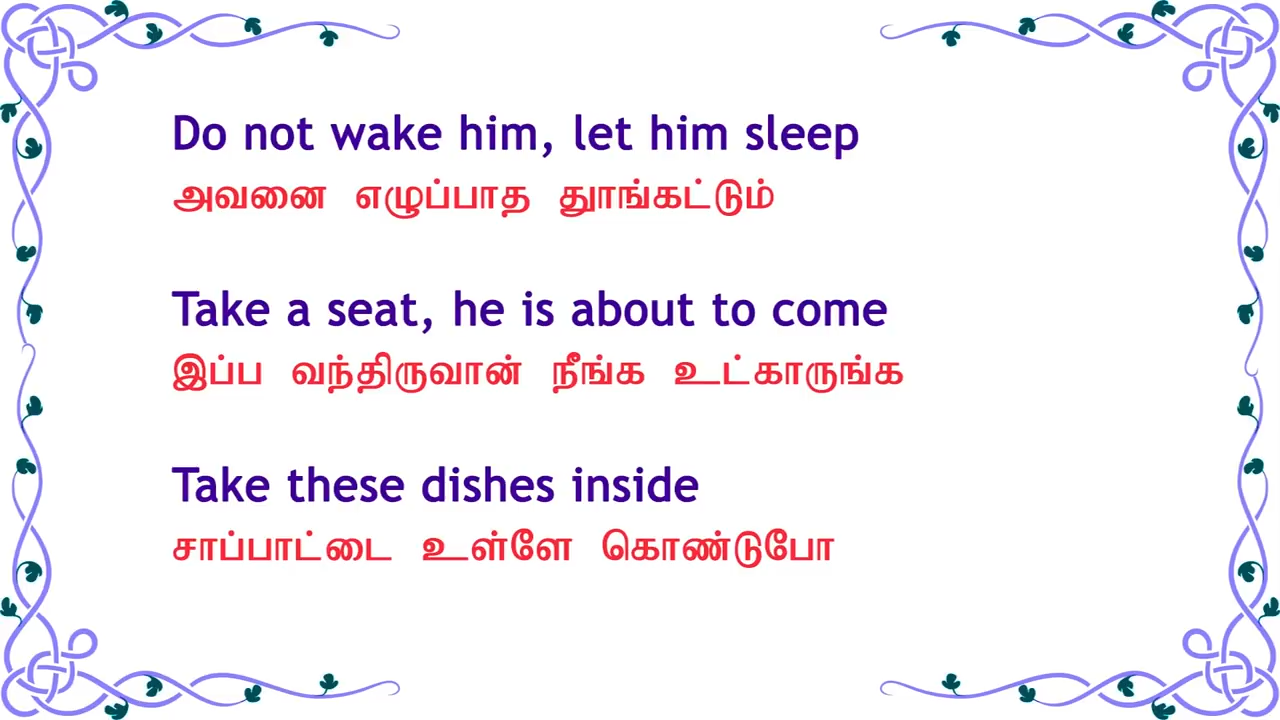 Do not wake him, let him sleep
அவனை எழுப்பாத தூங்கட்டும்
Take a seat, he is about to come
இப்ப வந்திருவான் நீங்க உட்காருங்க
Take these dishes inside
சாப்பாட்டை உள்ளே கொண்டுபோ